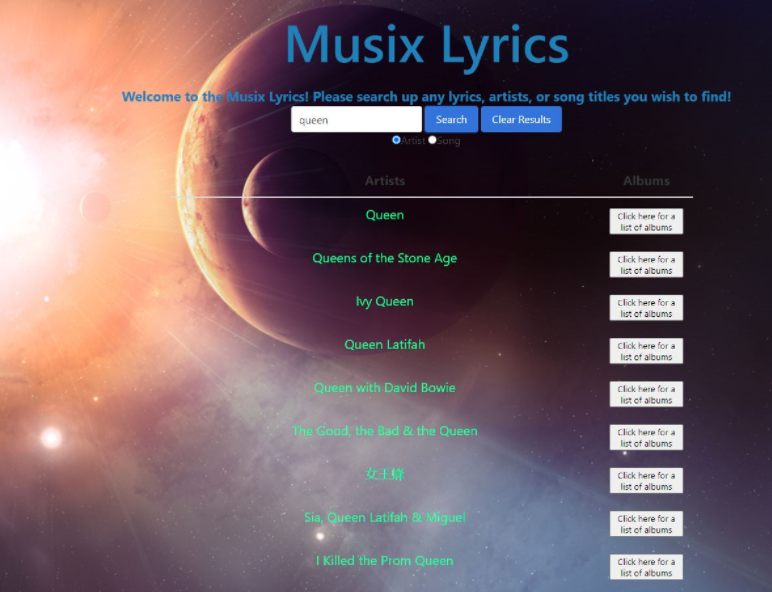 Musix Lyrics
Welcome to the Musix Lyrics! Please search up any lyrics, artists, or song titles you wish to find!
queen Search Clear Results
Artist Song
Artists Albums
Queen Click here for a
list of albums
Queens of the Stone Age Click here for a
list of albums
Ivy Queen Click here for a
list of albums
Queen Latifah Click here for a
list of albums
Queen with David Bowie Click here for a
list of albums
The Good, the Bad & the Queen Click here for a
list of albums
女王蜂 Click here for a
list of albums
Sia, Queen Latifah & Miguel Click here for a
list of albums
I Killed the Prom Queen Click here for a
list of albums